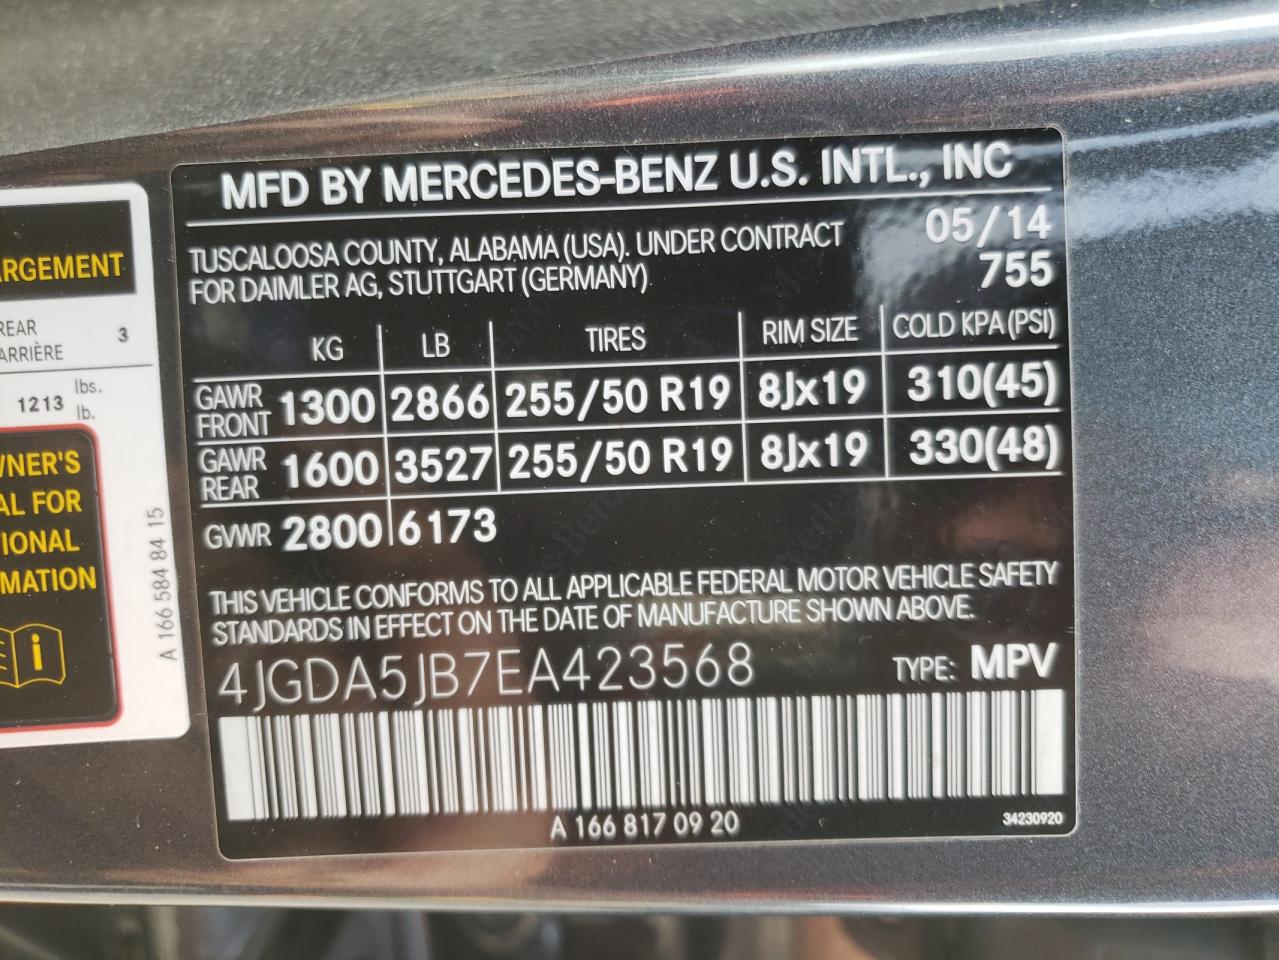 ARGEMENT
REAR 3
ARRIÈRE
1213 lbs.
lb.
WNER'S
AL FOR
TIONAL
MATION
i
A 166 584 84 15
MFD BY MERCEDES-BENZ U.S. INTL., INC
TUSCALOOSA COUNTY, ALABAMA (USA). UNDER CONTRACT 05/14
FOR DAIMLER AG, STUTTGART (GERMANY) 755
KG LB TIRES RIM SIZE COLD KPA(PSI)
GAWR FRONT 1300 2866 255/50 R19 8Jx19 310(45)
GAWR REAR 1600 3527 255/50 R19 8Jx19 330(48)
GVWR 2800 6173
THIS VEHICLE CONFORMS TO ALL APPLICABLE FEDERAL MOTOR VEHICLE SAFETY
STANDARDS IN EFFECT ON THE DATE OF MANUFACTURE SHOWN ABOVE.
4JGDA5JB7EA423568 TYPE: MPV
A 166 817 09 20 34230920